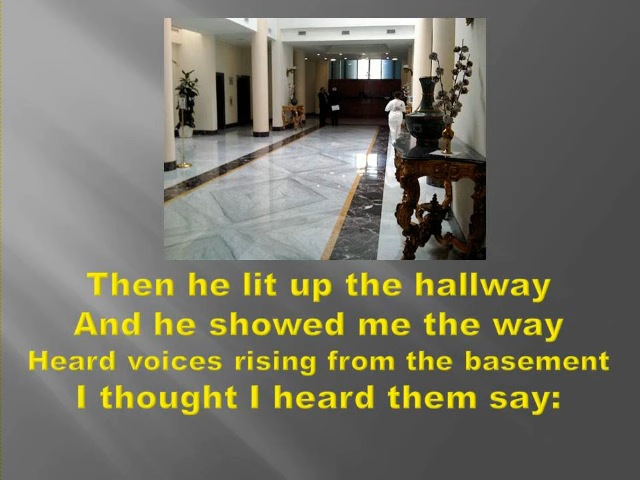 Then he lit up the hallway
And he showed me the way
Heard voices rising from the basement
I thought I heard them say: